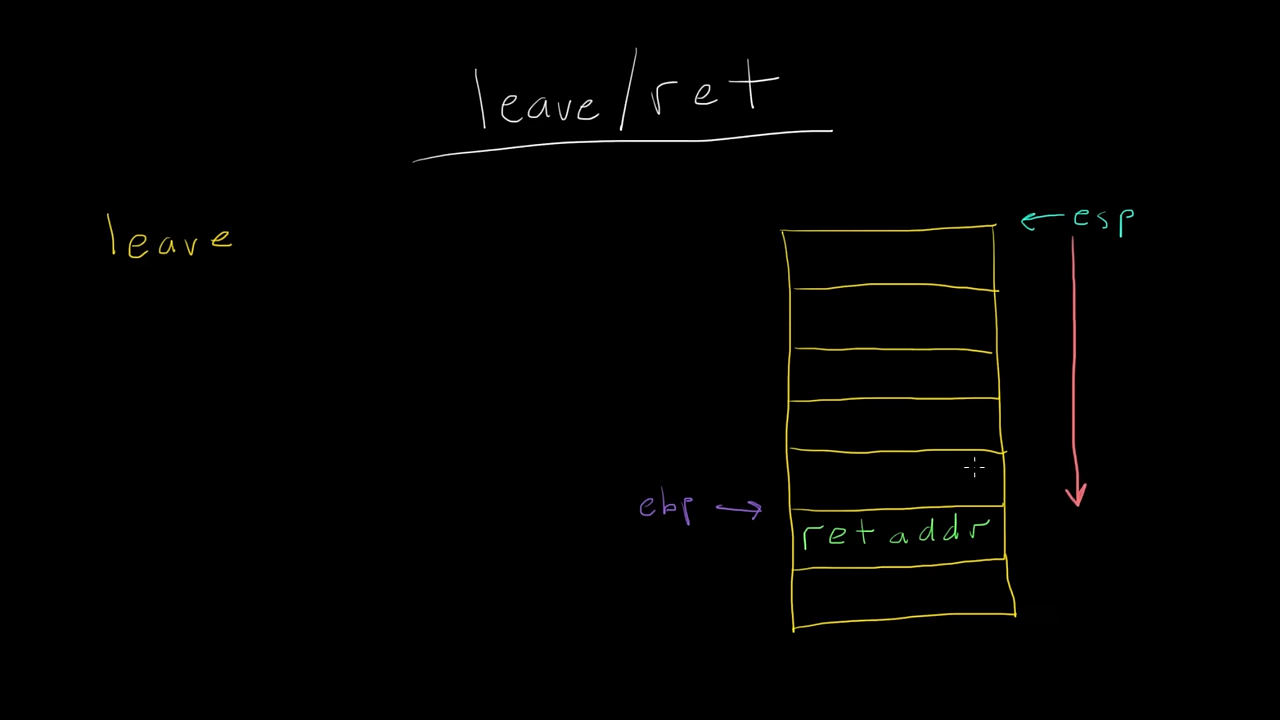 leave/ret
leave
← esp
ebp →
ret addr